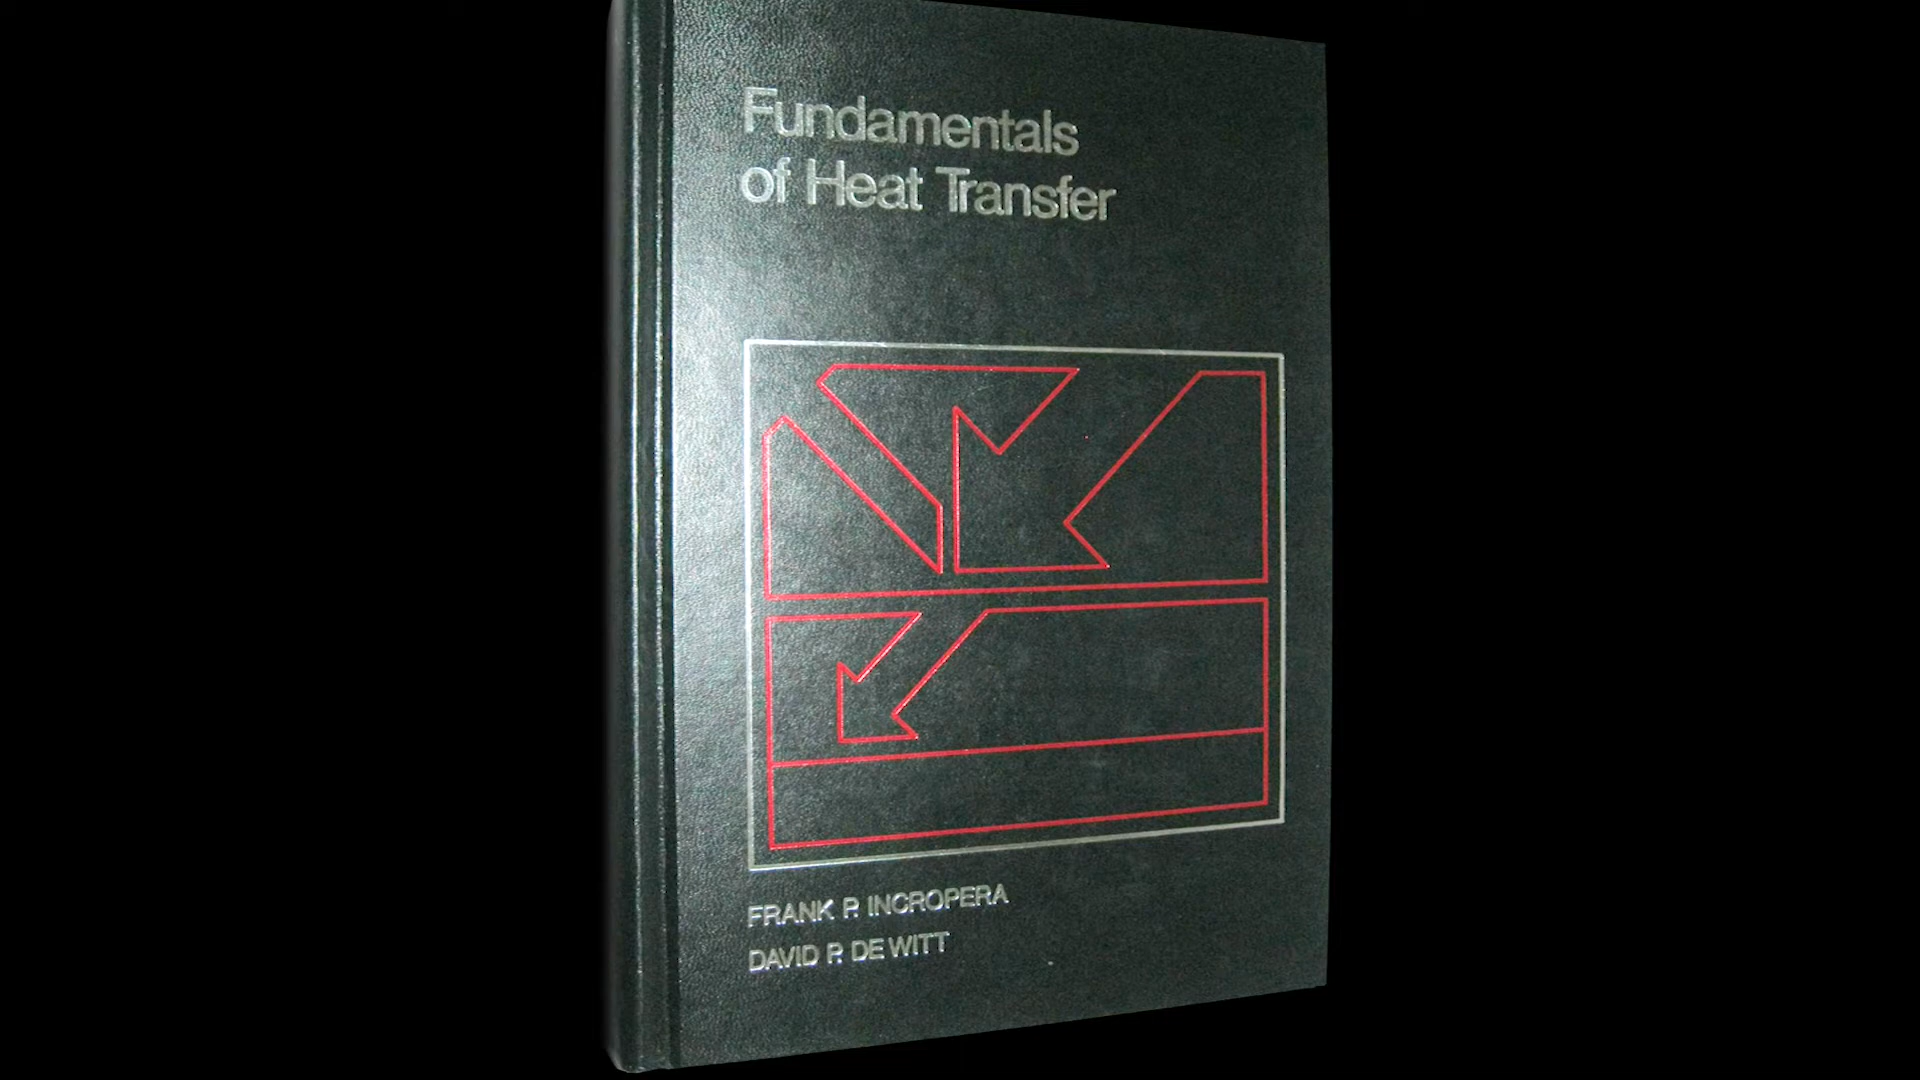 Fundamentals
of Heat Transfer
FRANK P. INCROPERA
DAVID P. DE WITT